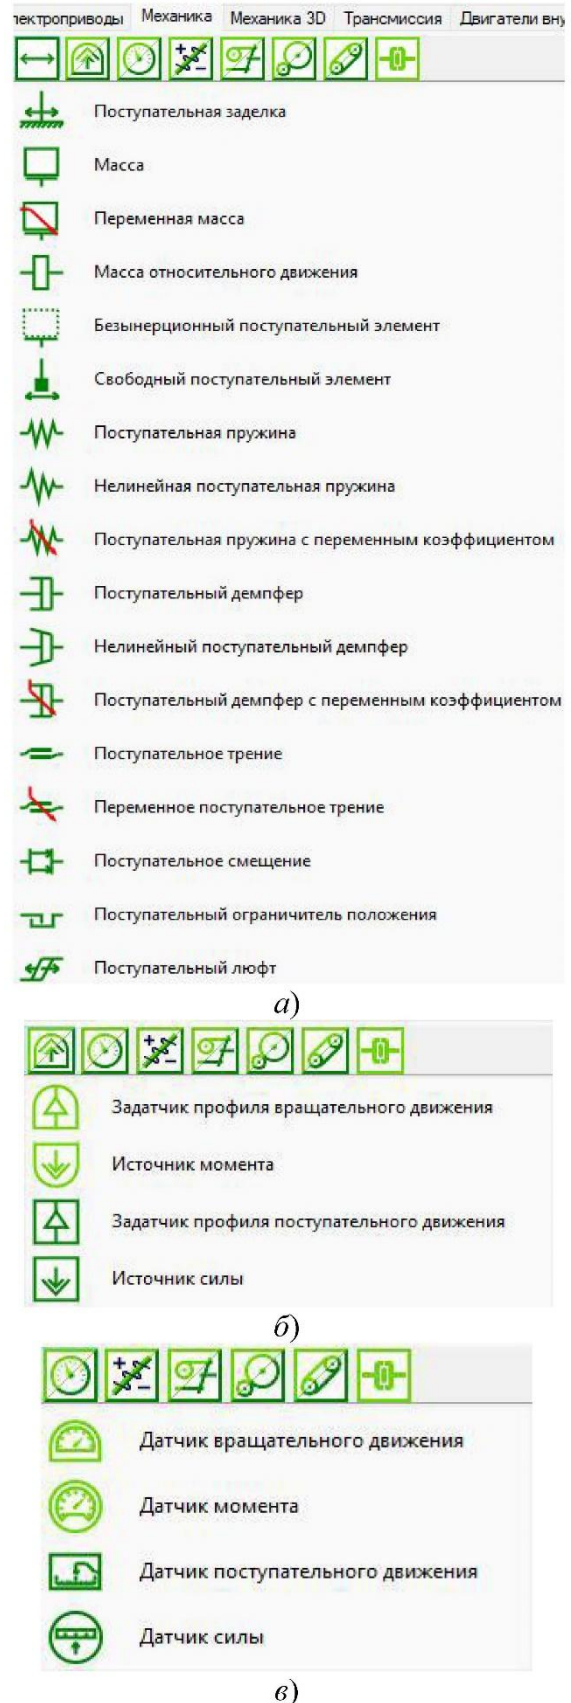 лектроприводы Механика Механика 3D Трансмиссия Двигатели вну
Поступательная заделка
Масса
Переменная масса
Масса относительного движения
Безынерционный поступательный элемент
Свободный поступательный элемент
Поступательная пружина
Нелинейная поступательная пружина
Поступательная пружина с переменным коэффициентом
Поступательный демпфер
Нелинейный поступательный демпфер
Поступательный демпфер с переменным коэффициентом
Поступательное трение
Переменное поступательное трение
Поступательное смещение
Поступательный ограничитель положения
Поступательный люфт
а)
Задатчик профиля вращательного движения
Источник момента
Задатчик профиля поступательного движения
Источник силы
б)
Датчик вращательного движения
Датчик момента
Датчик поступательного движения
Датчик силы
в)